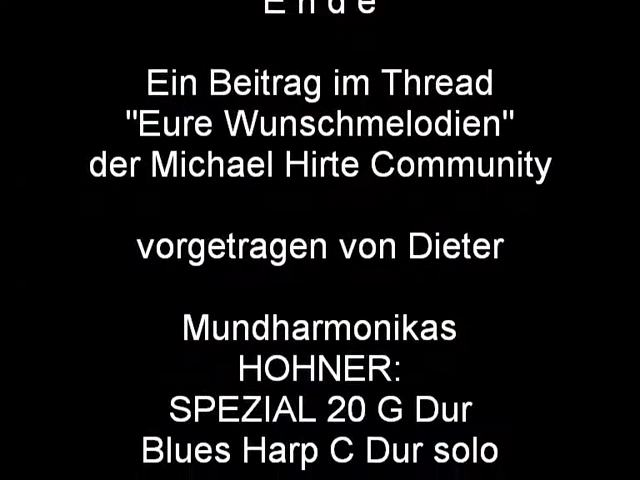 E n d e
Ein Beitrag im Thread
"Eure Wunschmelodien"
der Michael Hirte Community
vorgetragen von Dieter
Mundharmonikas
HOHNER:
SPEZIAL 20 G Dur
Blues Harp C Dur solo